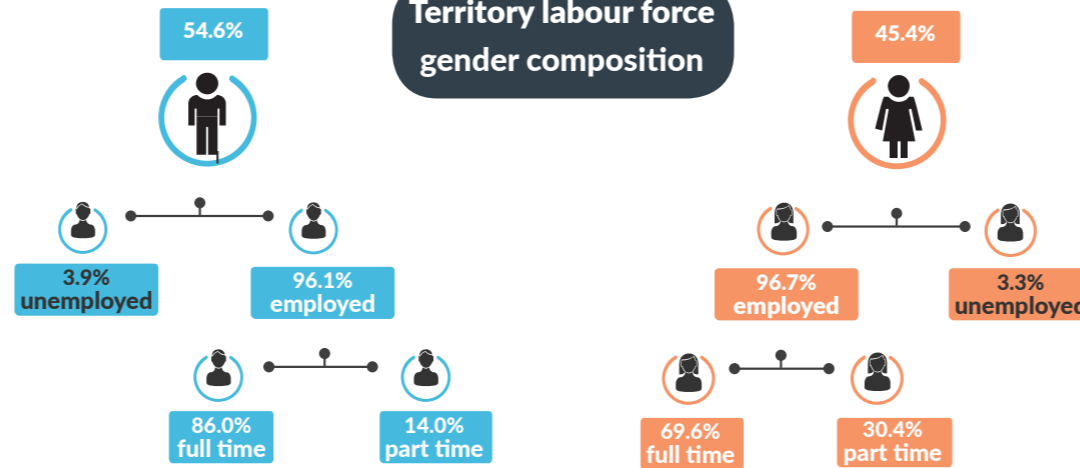 Territory labour force
gender composition
54.6%
45.4%
3.9%
unemployed
96.1%
employed
96.7%
employed
3.3%
unemployed
86.0%
full time
14.0%
part time
69.6%
full time
30.4%
part time